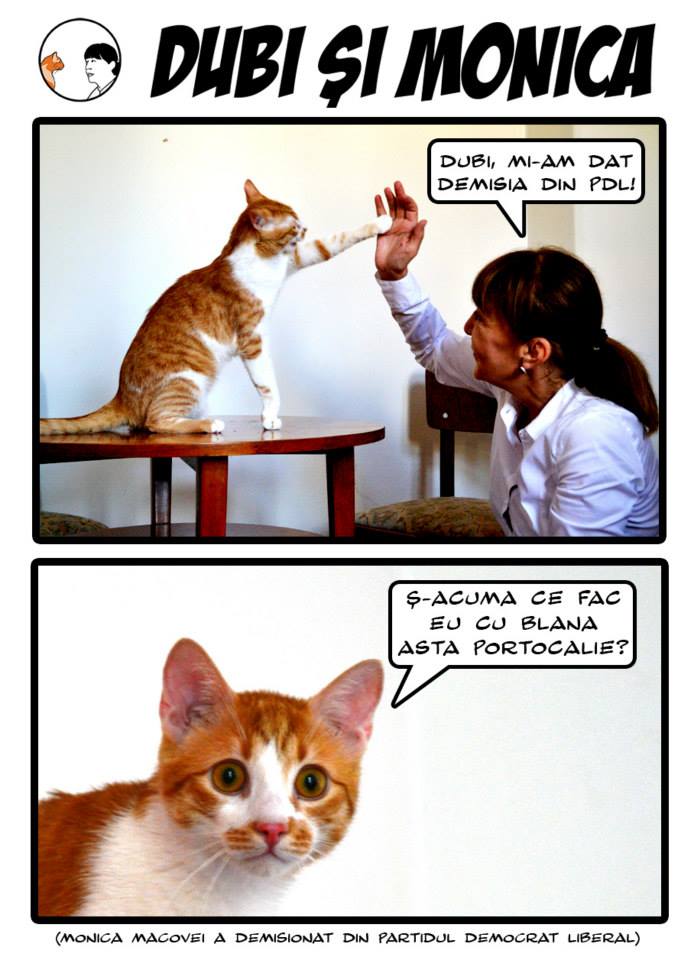 DUBI ȘI MONICA
DUBI, MI-AM DAT
DEMISIA DIN PDL!
Ș-ACUMA CE FAC
EU CU BLANA
ASTA PORTOCALIE?
(MONICA MACOVEI A DEMISIONAT DIN PARTIDUL DEMOCRAT LIBERAL)